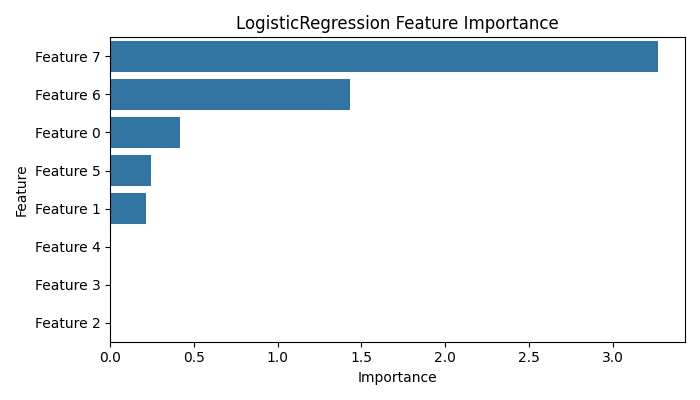 LogisticRegression Feature Importance
Feature
Feature 7
Feature 6
Feature 0
Feature 5
Feature 1
Feature 4
Feature 3
Feature 2
0.0 0.5 1.0 1.5 2.0 2.5 3.0
Importance